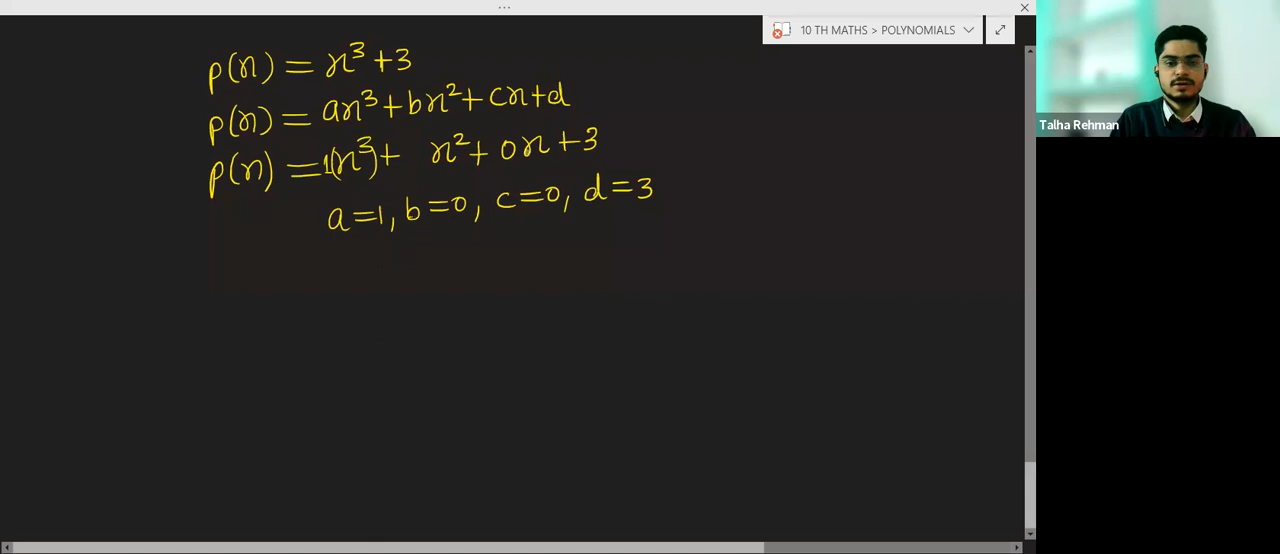 10 TH MATHS > POLYNOMIALS
p(x) = x³ + 3
p(x) = ax³ + bx² + cx + d
p(x) = 1(x³) + x² + 0x + 3
a = 1, b = 0, c = 0, d = 3
Talha Rehman